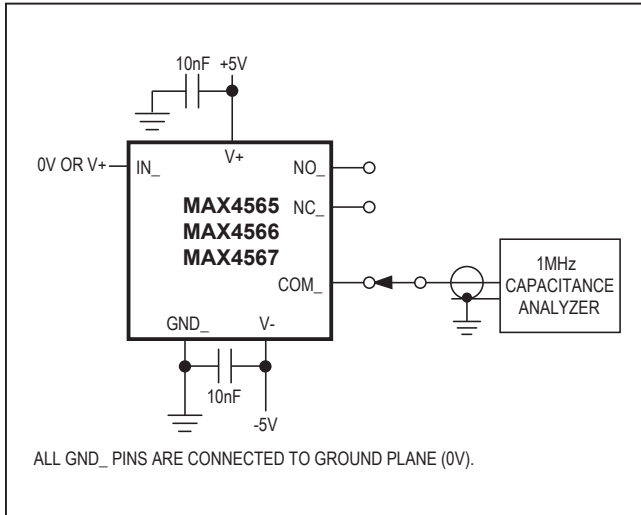 10nF +5V
V+
0V OR V+
IN_
NO_
NC_
MAX4565
MAX4566
MAX4567
COM_
1MHz
CAPACITANCE
ANALYZER
GND_
V-
10nF
-5V
ALL GND_ PINS ARE CONNECTED TO GROUND PLANE (0V).